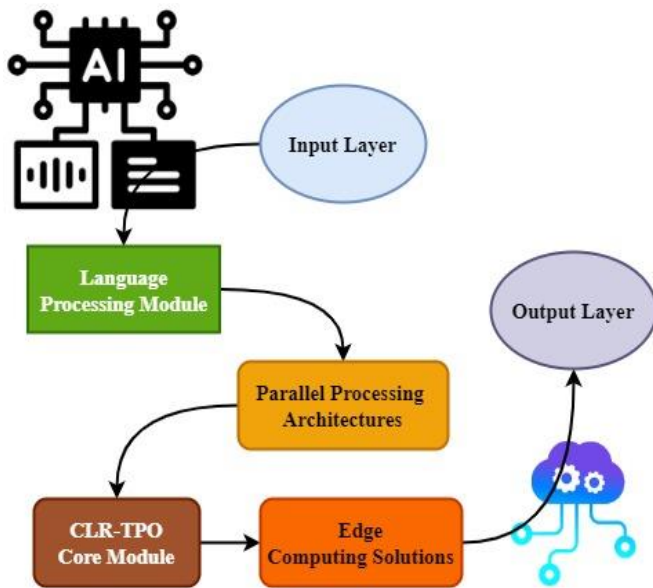 AI
Input Layer
Language
Processing Module
Output Layer
Parallel Processing
Architectures
CLR-TPO
Core Module
Edge
Computing Solutions